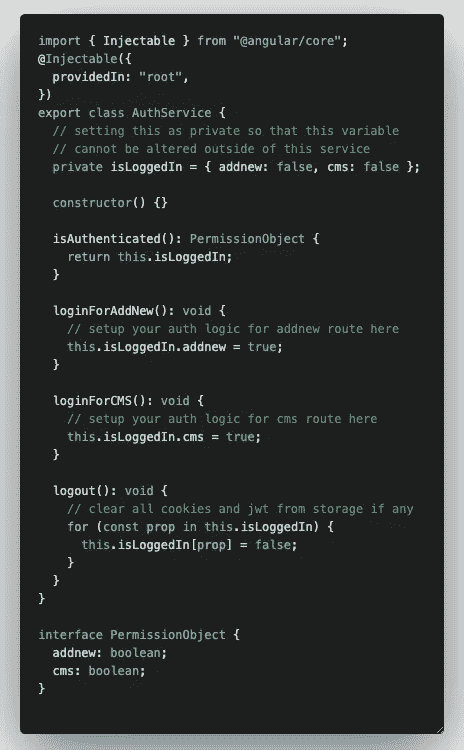 import { Injectable } from "@angular/core";
@Injectable({
  providedIn: "root",
})
export class AuthService {
  // setting this as private so that this variable
  // cannot be altered outside of this service
  private isLoggedIn = { addnew: false, cms: false };

  constructor() {}

  isAuthenticated(): PermissionObject {
    return this.isLoggedIn;
  }

  loginForAddNew(): void {
    // setup your auth logic for addnew route here
    this.isLoggedIn.addnew = true;
  }

  loginForCMS(): void {
    // setup your auth logic for cms route here
    this.isLoggedIn.cms = true;
  }

  logout(): void {
    // clear all cookies and jwt from storage if any
    for (const prop in this.isLoggedIn) {
      this.isLoggedIn[prop] = false;
    }
  }
}

interface PermissionObject {
  addnew: boolean;
  cms: boolean;
}